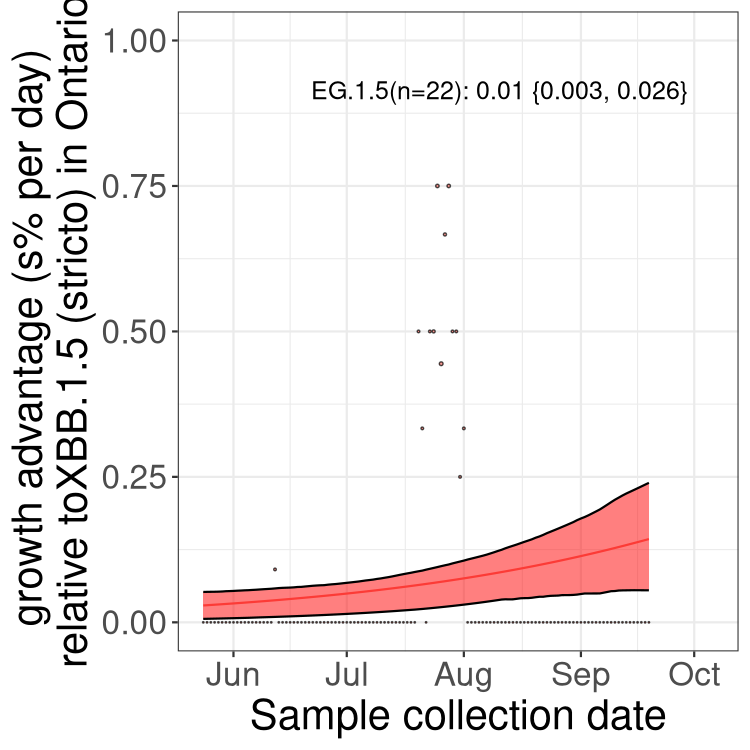 growth advantage (s% per day)
relative toXBB.1.5 (stricto) in Ontario
1.00
EG.1.5(n=22): 0.01 {0.003, 0.026}
0.75
0.50
0.25
0.00
Jun Jul Aug Sep Oct
Sample collection date